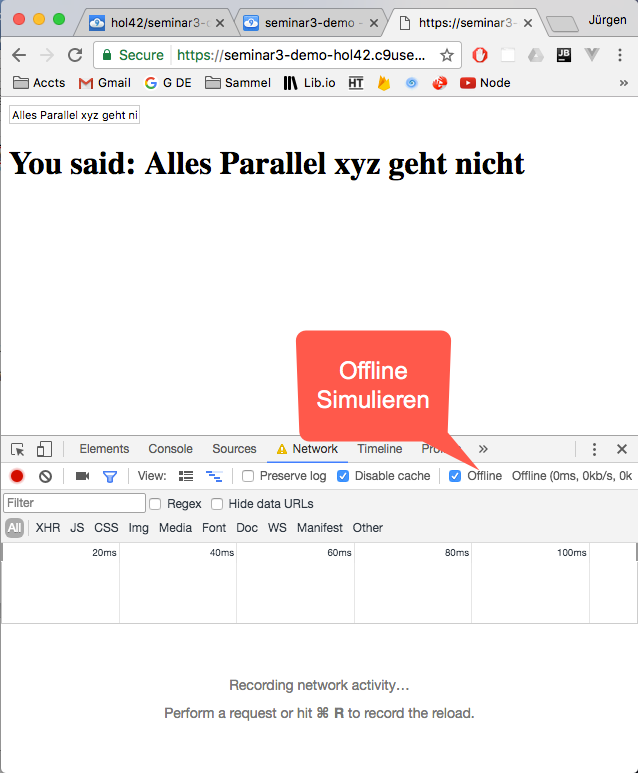 hol42/seminar3-d
seminar3-demo -
https://seminar3-
Jürgen
Secure
https://seminar3-demo-hol42.c9use...
Accts
Gmail
G DE
Sammel
Lib.io
HT
JB
Node
»
Alles Parallel xyz geht ni
You said: Alles Parallel xyz geht nicht
Offline
Simulieren
Elements
Console
Sources
Network
Timeline
»
View:
Preserve log
Disable cache
Offline
Offline (0ms, 0kb/s, 0k
Filter
Regex
Hide data URLs
All
XHR
JS
CSS
Img
Media
Font
Doc
WS
Manifest
Other
20ms
40ms
60ms
80ms
100ms
Recording network activity…
Perform a request or hit ⌘ R to record the reload.